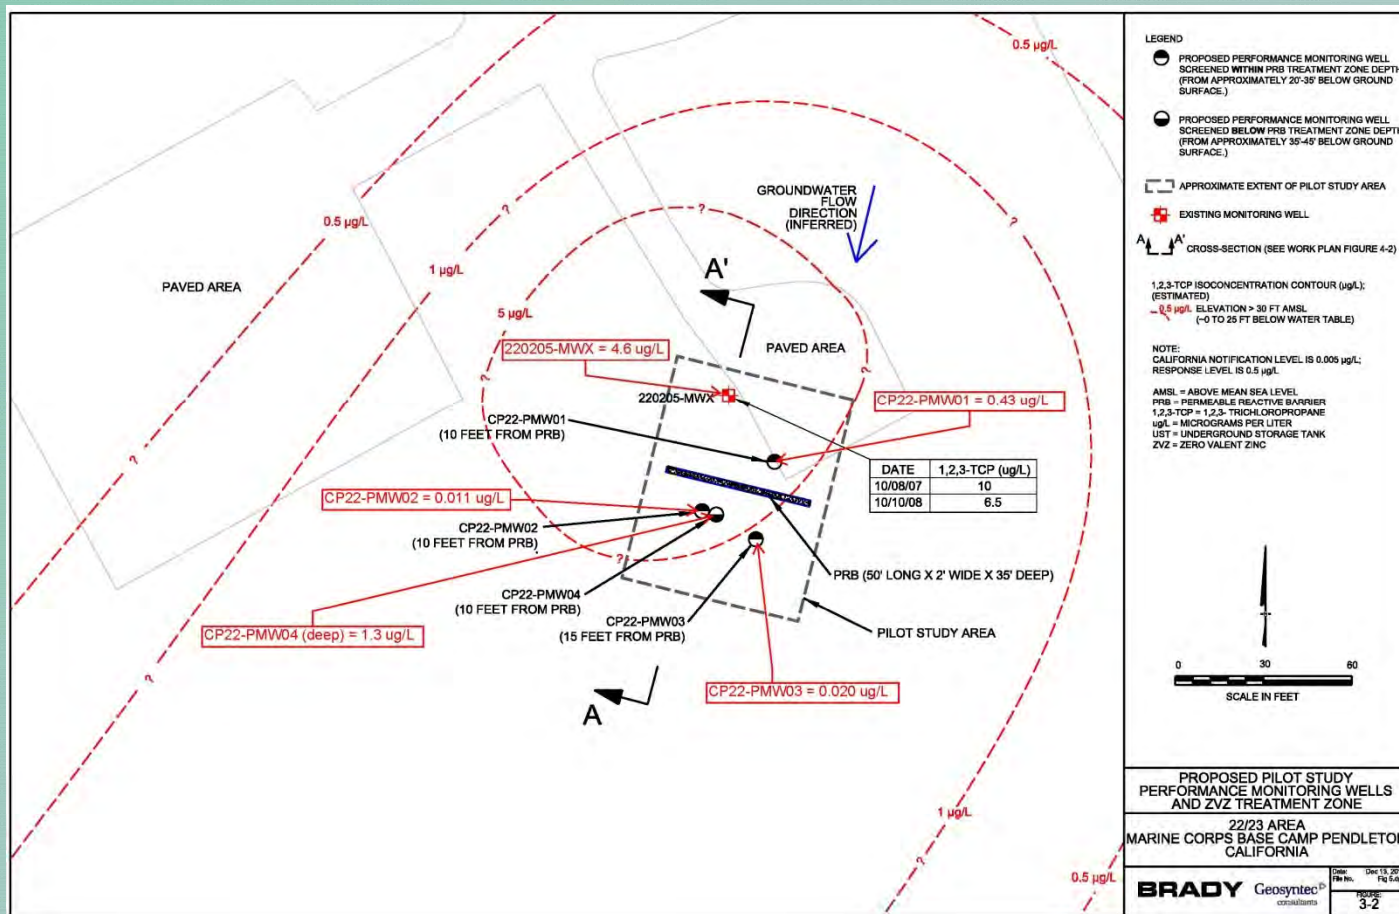 0.5 µg/L
GROUNDWATER
FLOW
DIRECTION
(INFERRED)
?
?
?
?
0.5 µg/L
1 µg/L
A'
PAVED AREA
5 µg/L
220205-MWX = 4.6 ug/L
PAVED AREA
?
?
220205-MWX
CP22-PMW01 = 0.43 ug/L
CP22-PMW01
(10 FEET FROM PRB)
DATE 1,2,3-TCP (ug/L)
10/08/07 10
10/10/08 6.5
?
CP22-PMW02 = 0.011 ug/L
CP22-PMW02
(10 FEET FROM PRB)
?
PRB (50' LONG X 2' WIDE X 35' DEEP)
CP22-PMW04
(10 FEET FROM PRB)
CP22-PMW03
(15 FEET FROM PRB)
PILOT STUDY AREA
CP22-PMW04 (deep) = 1.3 ug/L
?
CP22-PMW03 = 0.020 ug/L
A
1 µg/L
0.5 µg/L
LEGEND
PROPOSED PERFORMANCE MONITORING WELL
SCREENED WITHIN PRB TREATMENT ZONE DEPTH
(FROM APPROXIMATELY 20'-35' BELOW GROUND
SURFACE.)
PROPOSED PERFORMANCE MONITORING WELL
SCREENED BELOW PRB TREATMENT ZONE DEPTH
(FROM APPROXIMATELY 35'-45' BELOW GROUND
SURFACE.)
APPROXIMATE EXTENT OF PILOT STUDY AREA
EXISTING MONITORING WELL
A A' CROSS-SECTION (SEE WORK PLAN FIGURE 4-2)
1,2,3-TCP ISOCONCENTRATION CONTOUR (µg/L);
(ESTIMATED)
0.5 µg/L ELEVATION > 30 FT AMSL
(~0 TO 25 FT BELOW WATER TABLE)
NOTE:
CALIFORNIA NOTIFICATION LEVEL IS 0.005 µg/L;
RESPONSE LEVEL IS 0.5 µg/L
AMSL = ABOVE MEAN SEA LEVEL
PRB = PERMEABLE REACTIVE BARRIER
1,2,3-TCP = 1,2,3- TRICHLOROPROPANE
ug/L = MICROGRAMS PER LITER
UST = UNDERGROUND STORAGE TANK
ZVZ = ZERO VALENT ZINC
0 30 60
SCALE IN FEET
PROPOSED PILOT STUDY
PERFORMANCE MONITORING WELLS
AND ZVZ TREATMENT ZONE
22/23 AREA
MARINE CORPS BASE CAMP PENDLETON
CALIFORNIA
BRADY Geosyntec
consultants
Date: Dec 13, 20
File No. Fig
FIGURE:
3-2